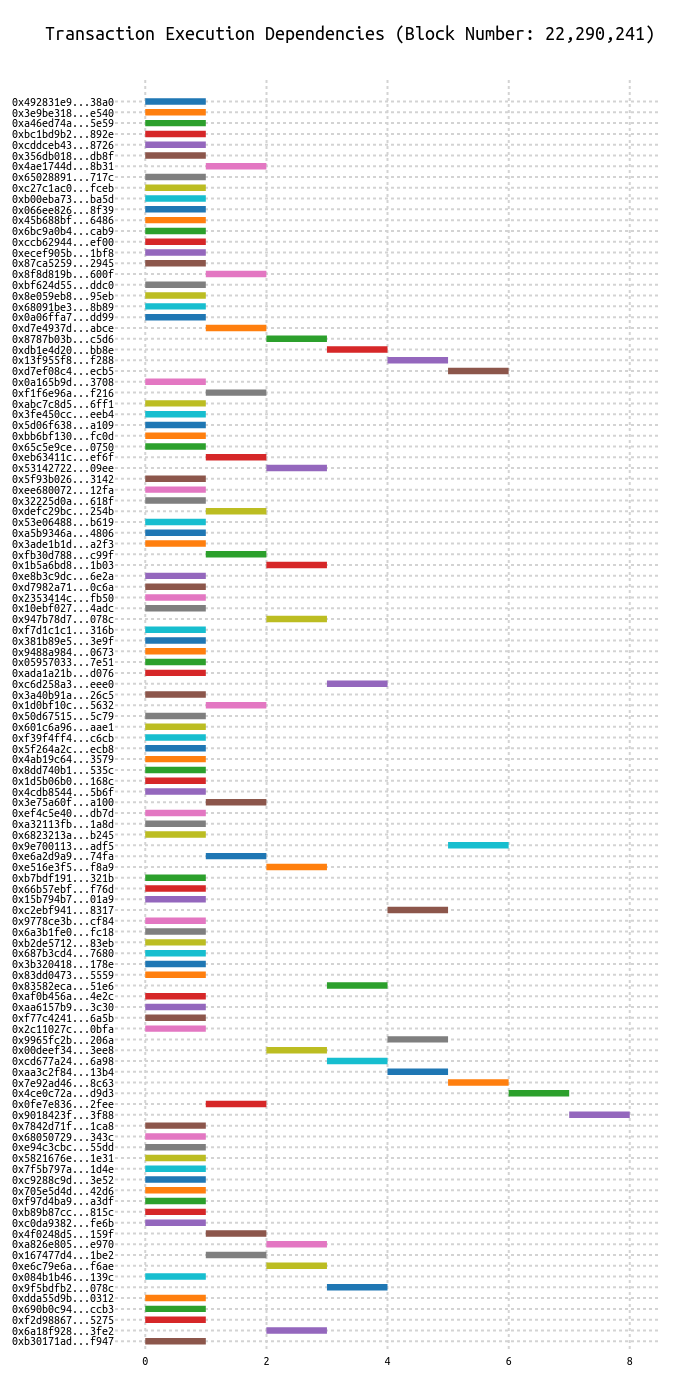 Transaction Execution Dependencies (Block Number: 22,290,241)
0x492831e9...38a0
0x3e9be318...e540
0xa46ed74a...5e59
0xbc1bd9b2...892e
0xcddceb43...8726
0x356db018...db8f
0x4ae1744d...8b31
0x65028891...717c
0xc27c1ac0...fceb
0xb00eba73...ba5d
0x066ee826...8f39
0x45b688bf...6486
0x6bc9a0b4...cab9
0xccb62944...ef00
0xecef905b...1bf8
0x87ca5259...2945
0x8f8d819b...600f
0xbf624d55...ddc0
0x8e059eb8...95eb
0x68091be3...8b89
0x0a06ffa7...dd99
0xd7e4937d...abce
0x8787b03b...c5d6
0xdb1e4d20...bb8e
0x13f955f8...f288
0xd7ef08c4...ecb5
0x0a165b9d...3708
0xf1f6e96a...f216
0xabc7c8d5...6ff1
0x3fe450cc...eeb4
0x5d06f638...a109
0xbb6bf130...fc0d
0x65c5e9ce...0750
0xeb63411c...ef6f
0x53142722...09ee
0x5f93b026...3142
0xee680072...12fa
0x32225d0a...618f
0xdefc29bc...254b
0x53e06488...b619
0xa5b9346a...4806
0x3ade1b1d...a2f3
0xfb30d788...c99f
0x1b5a6bd8...1b03
0xe8b3c9dc...6e2a
0xd7982a71...0c6a
0x2353414c...fb50
0x10ebf027...4adc
0x947b78d7...078c
0xf7d1c1c1...316b
0x381b89e5...3e9f
0x9488a984...0673
0x05957033...7e51
0xada1a21b...d076
0xc6d258a3...eee0
0x3a40b91a...26c5
0x1d0bf10c...5632
0x50d67515...5c79
0x601c6a96...aae1
0xf39f4ff4...c6cb
0x5f264a2c...ecb8
0x4ab19c64...3579
0x8dd740b1...535c
0x1d5b06b0...168c
0x4cdb8544...5b6f
0x3e75a60f...a100
0xef4c5e40...db7d
0xa32113fb...1a8d
0x6823213a...b245
0x9e700113...adf5
0xe6a2d9a9...74fa
0xe516e3f5...f8a9
0xb7bdf191...321b
0x66b57ebf...f76d
0x15b794b7...01a9
0xc2ebf941...8317
0x9778ce3b...cf84
0x6a3b1fe0...fc18
0xb2de5712...83eb
0x687b3cd4...7680
0x3b320418...178e
0x83dd0473...5559
0x83582eca...51e6
0xaf0b456a...4e2c
0xaa6157b9...3c30
0xf77c4241...6a5b
0x2c11027c...0bfa
0x9965fc2b...206a
0x00deef34...3ee8
0xcd677a24...6a98
0xaa3c2f84...13b4
0x7e92ad46...8c63
0x4ce0c72a...d9d3
0x0fe7e836...2fee
0x9018423f...3f88
0x7842d71f...1ca8
0x68050729...343c
0xe94c3cbc...55dd
0x5821676e...1e31
0x7f5b797a...1d4e
0xc9288c9d...3e52
0x705e5d4d...42d6
0xf97d4ba9...a3df
0xb89b87cc...815c
0xc0da9382...fe6b
0x4f0248d5...159f
0xa826e805...e970
0x167477d4...1be2
0xe6c79e6a...f6ae
0x084b1b46...139c
0x9f5bdfb2...078c
0xdda55d9b...0312
0x690b0c94...ccb3
0xf2d98867...5275
0x6a18f928...3fe2
0xb30171ad...f947
0 2 4 6 8